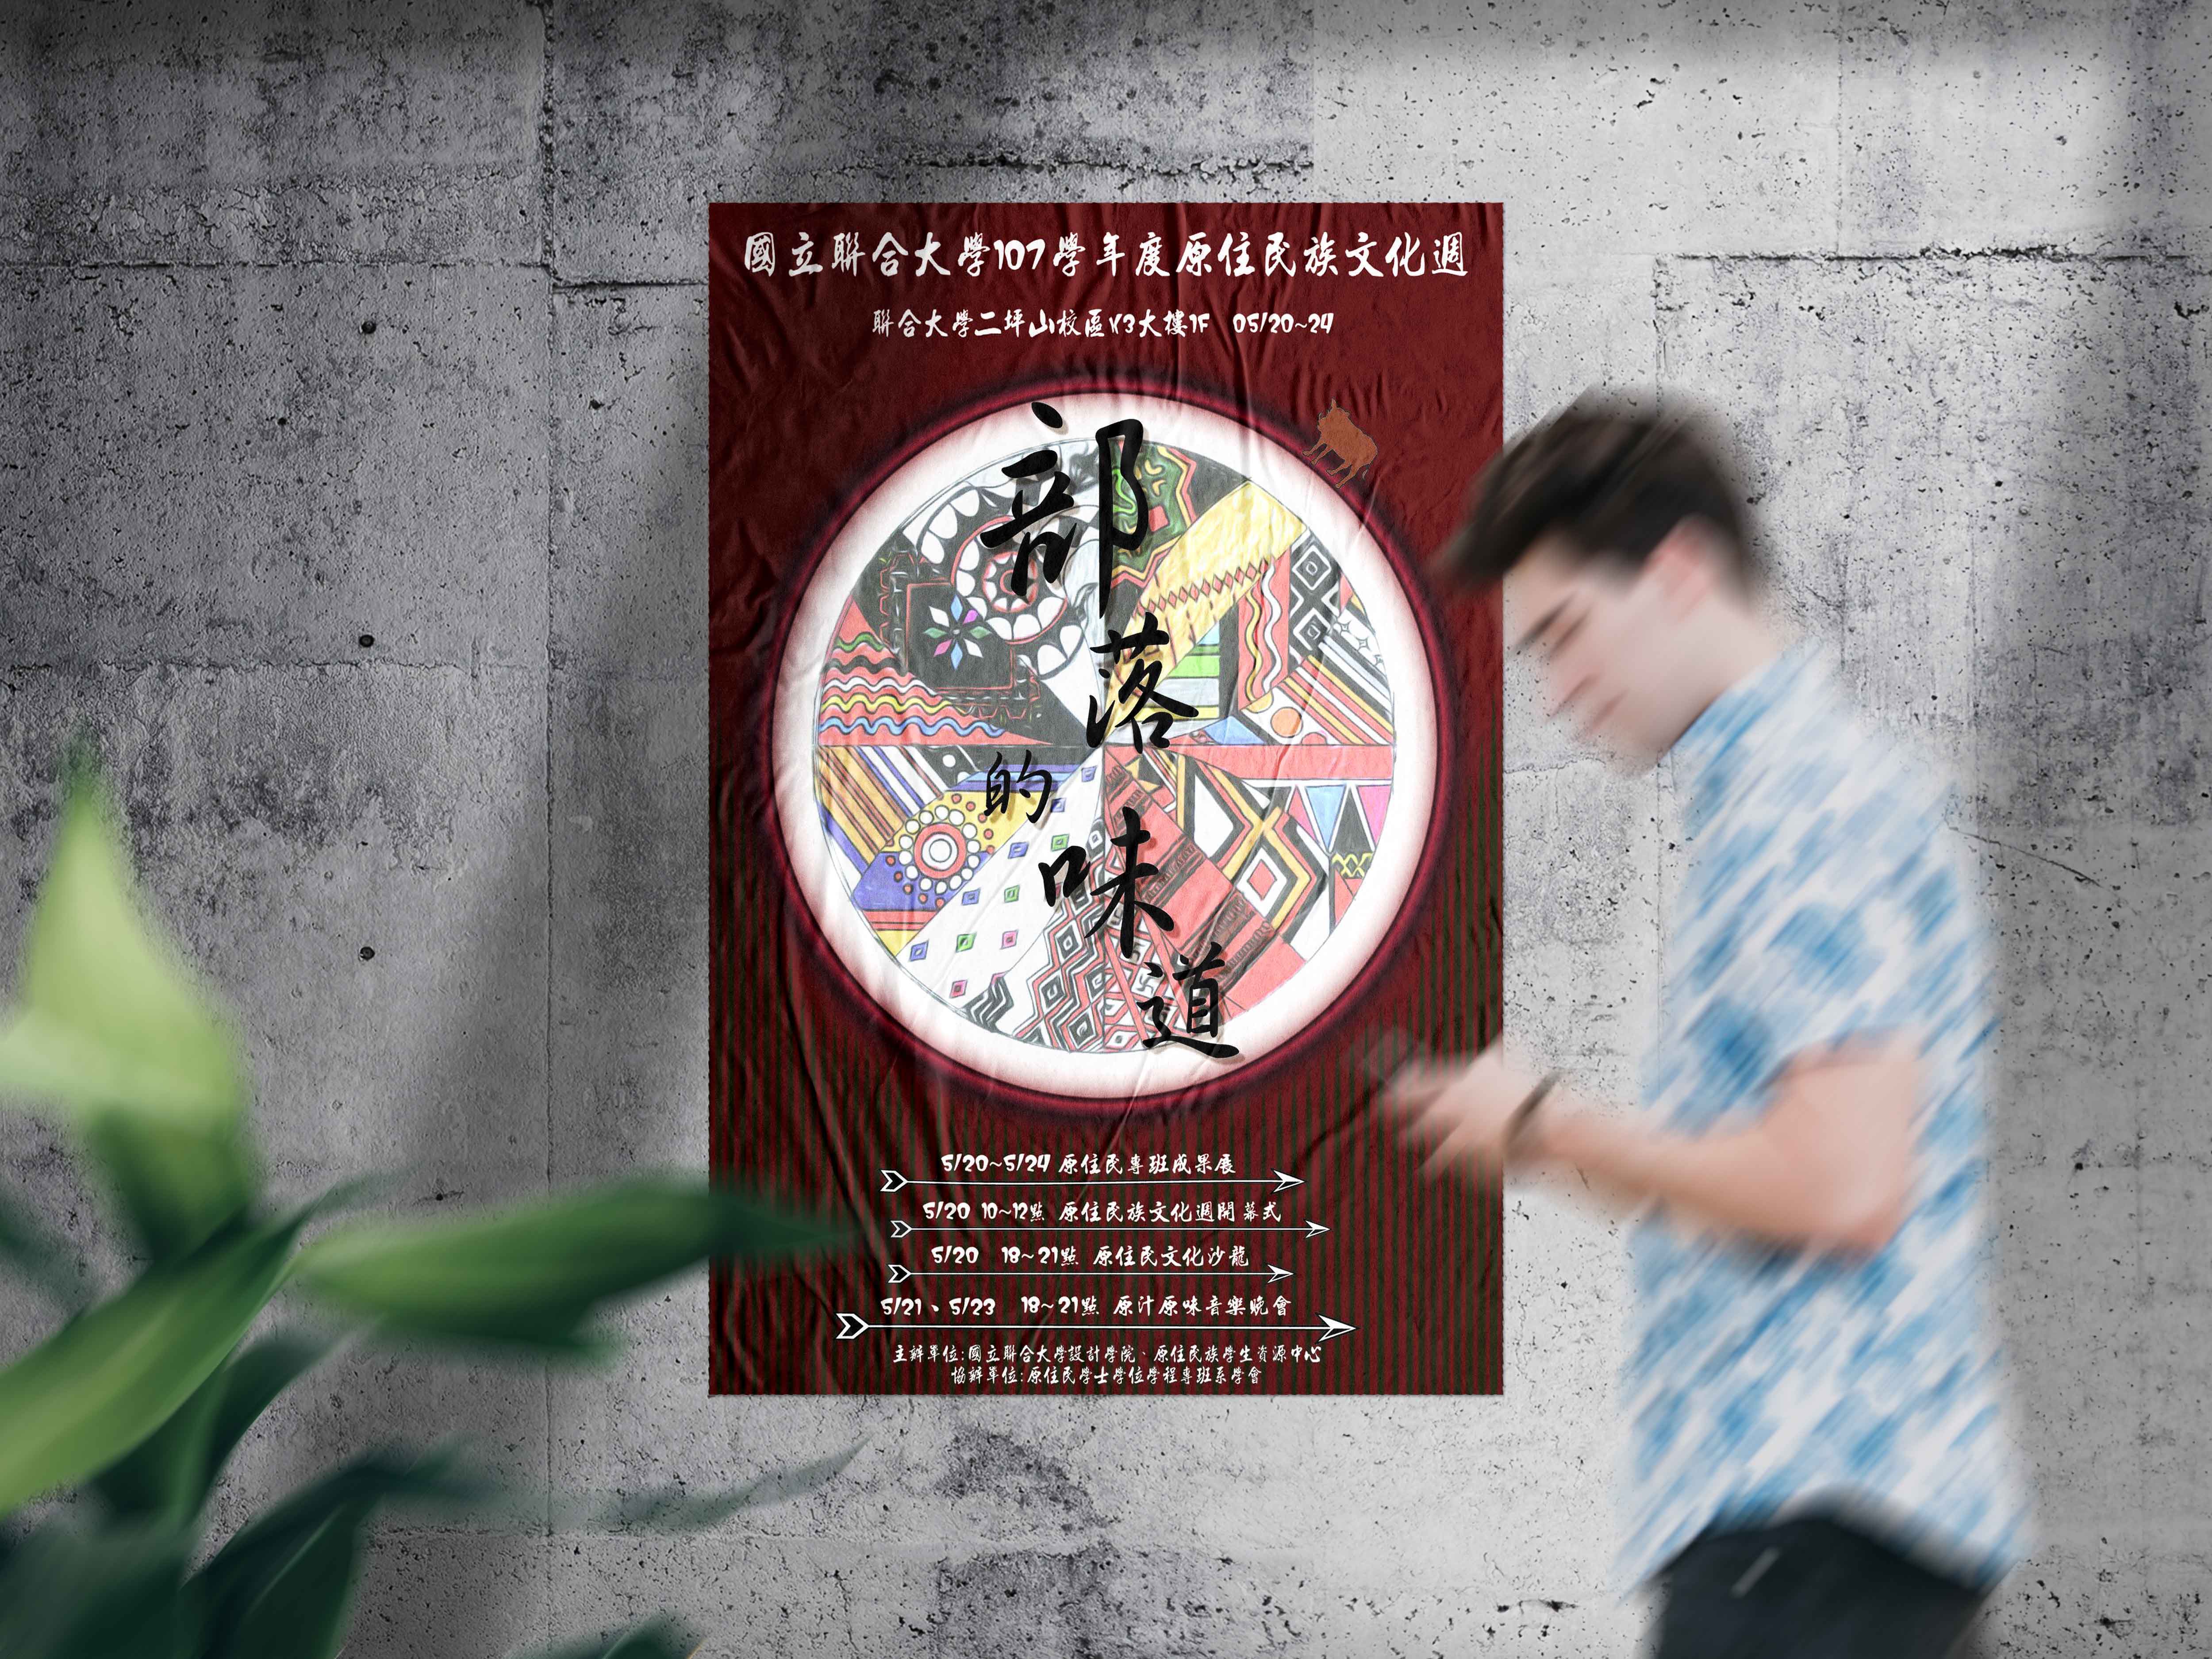 國立聯合大學107學年度原住民族文化週
聯合大學二坪山校區K3大樓1F 05/20~24
部落的味道
5/20~5/24 原住民專班成果展
5/20 10~12點 原住民族文化週開幕式
5/20 18~21點 原住民文化沙龍
5/21、5/23 18~21點 原汁原味音樂晚會
主辦單位:國立聯合大學設計學院、原住民族學生資源中心
協辦單位:原住民學士學位學程專班系學會